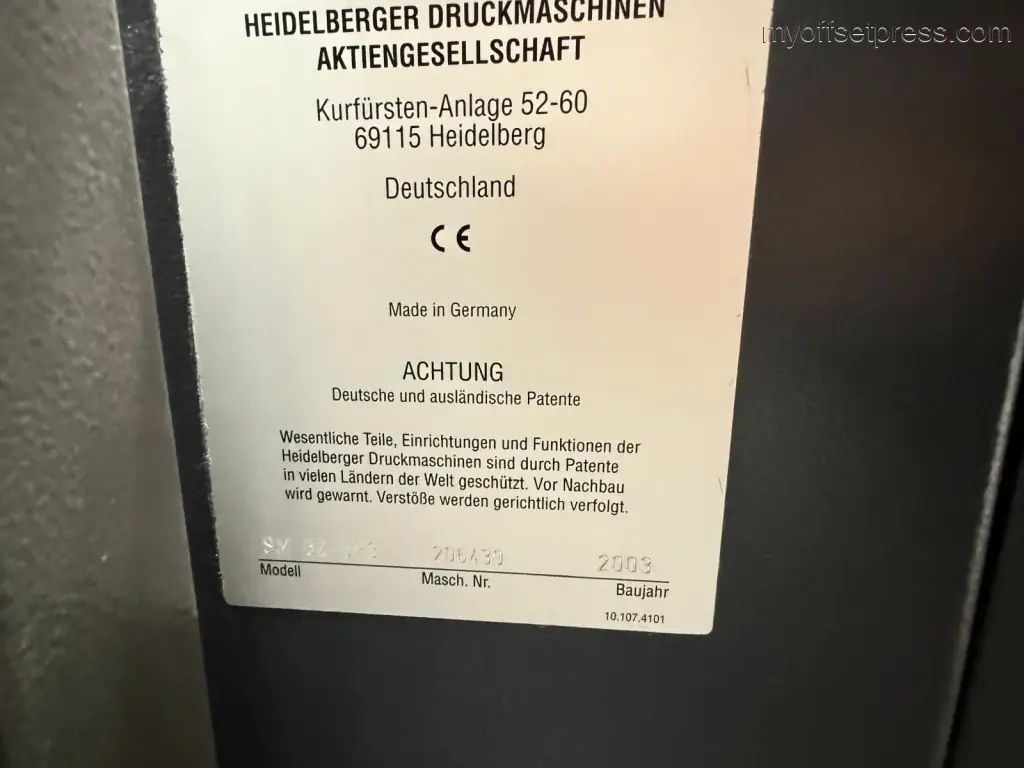 myoffsetpress.com
HEIDELBERGER DRUCKMASCHINEN
AKTIENGESELLSCHAFT
Kurfürsten-Anlage 52-60
69115 Heidelberg
Deutschland
CE
Made in Germany
ACHTUNG
Deutsche und ausländische Patente
Wesentliche Teile, Einrichtungen und Funktionen der
Heidelberger Druckmaschinen sind durch Patente
in vielen Ländern der Welt geschützt. Vor Nachbau
wird gewarnt. Verstöße werden gerichtlich verfolgt.
SM 206439 2003
Modell Masch. Nr. Baujahr
10.107.4101